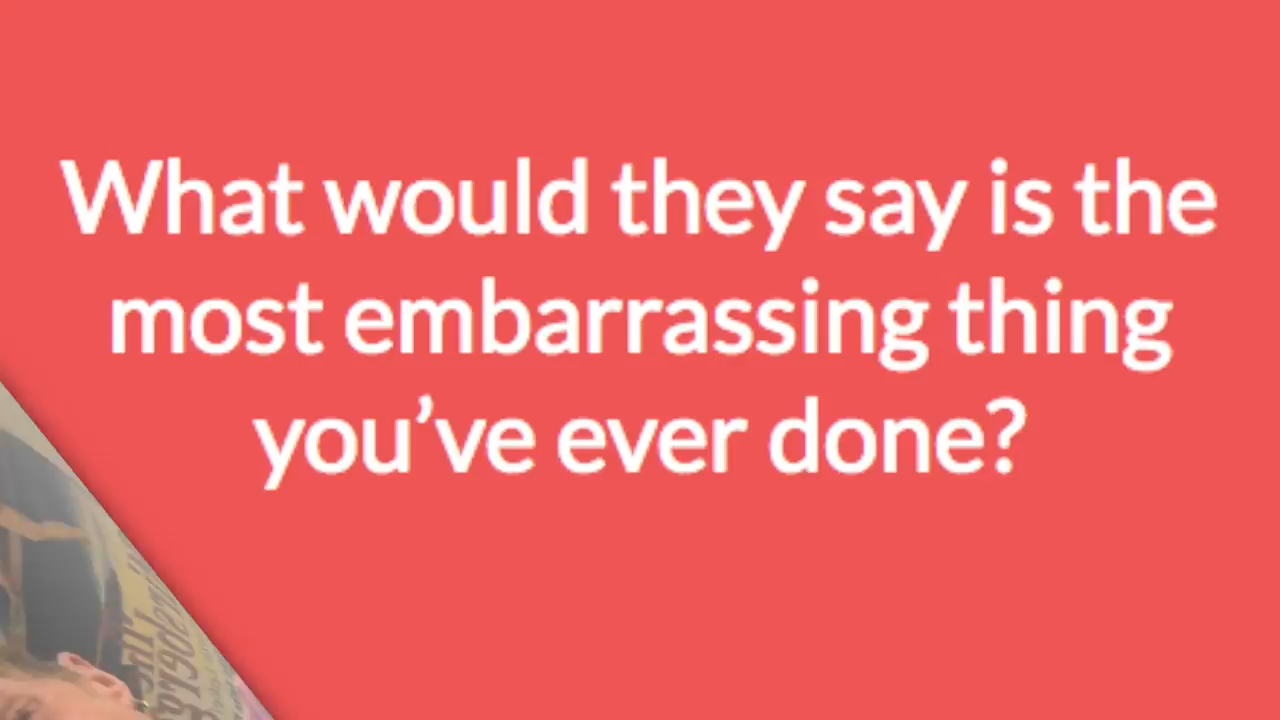 What would they say is the
most embarrassing thing
you’ve ever done?